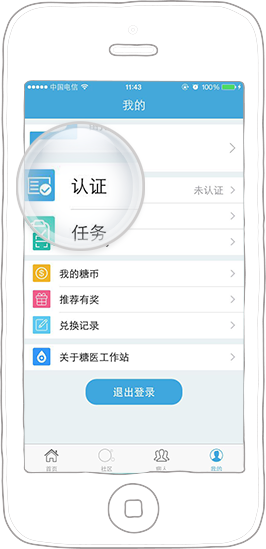 中国电信 11:43 100%
我的
认证
未认证
任务
我的糖币
推荐有奖
兑换记录
关于糖医工作站
退出登录
首页 社区 病人 我的